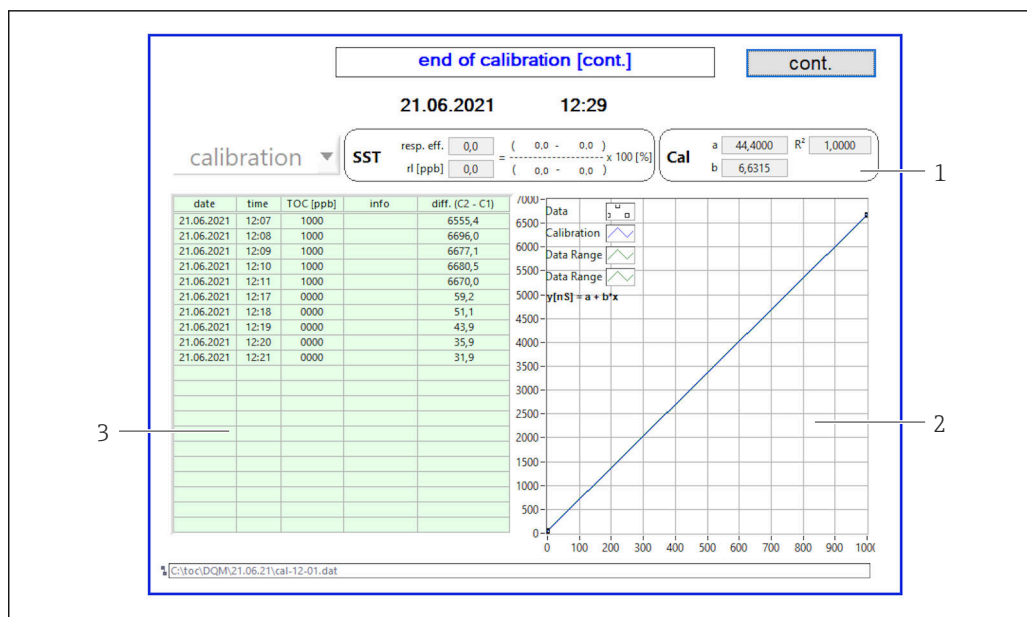 end of calibration [cont.]
cont.
21.06.2021 12:29
calibration
SST
resp. eff. 0,0 = ( 0,0 - 0,0 ) x 100 [%]
rl [ppb] 0,0 ( 0,0 - 0,0 )
Cal
a 44,4000 R² 1,0000
b 6,6315
1
date time TOC [ppb] info diff. (C2 - C1)
21.06.2021 12:07 1000 6555,4
21.06.2021 12:08 1000 6696,0
21.06.2021 12:09 1000 6677,1
21.06.2021 12:10 1000 6680,5
21.06.2021 12:11 1000 6670,0
21.06.2021 12:17 0000 59,2
21.06.2021 12:18 0000 51,1
21.06.2021 12:19 0000 43,9
21.06.2021 12:20 0000 35,9
21.06.2021 12:21 0000 31,9
3
7000
6500
6000
5500
5000
4500
4000
3500
3000
2500
2000
1500
1000
500
0
Data
Calibration
Data Range
Data Range
y[nS] = a + b*x
2
0 100 200 300 400 500 600 700 800 900 1000
C:\toc\DQM\21.06.21\cal-12-01.dat